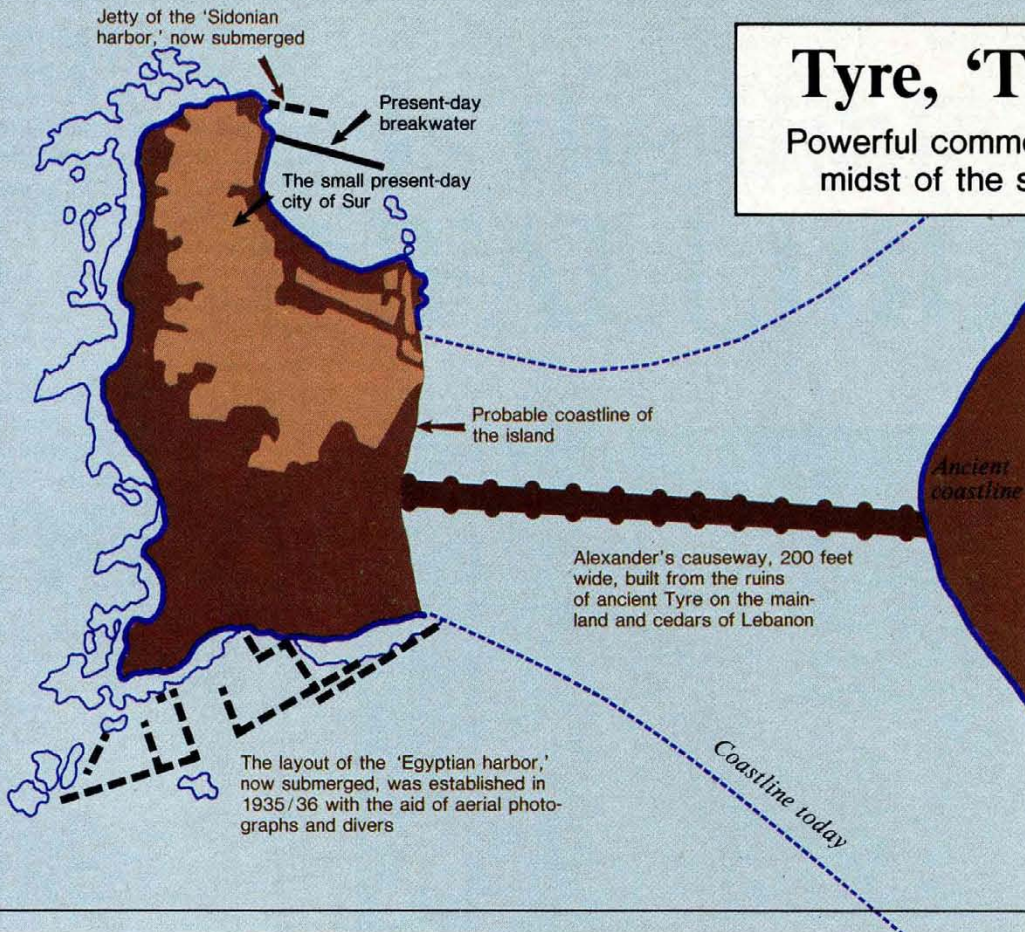 Jetty of the ‘Sidonian
harbor,’ now submerged
Tyre, ‘T
Powerful comme
midst of the s
Present-day
breakwater
The small present-day
city of Sur
Probable coastline of
the island
Ancient
coastline
Alexander’s causeway, 200 feet
wide, built from the ruins
of ancient Tyre on the main-
land and cedars of Lebanon
The layout of the ‘Egyptian harbor,’
now submerged, was established in
1935/36 with the aid of aerial photo-
graphs and divers
Coastline today